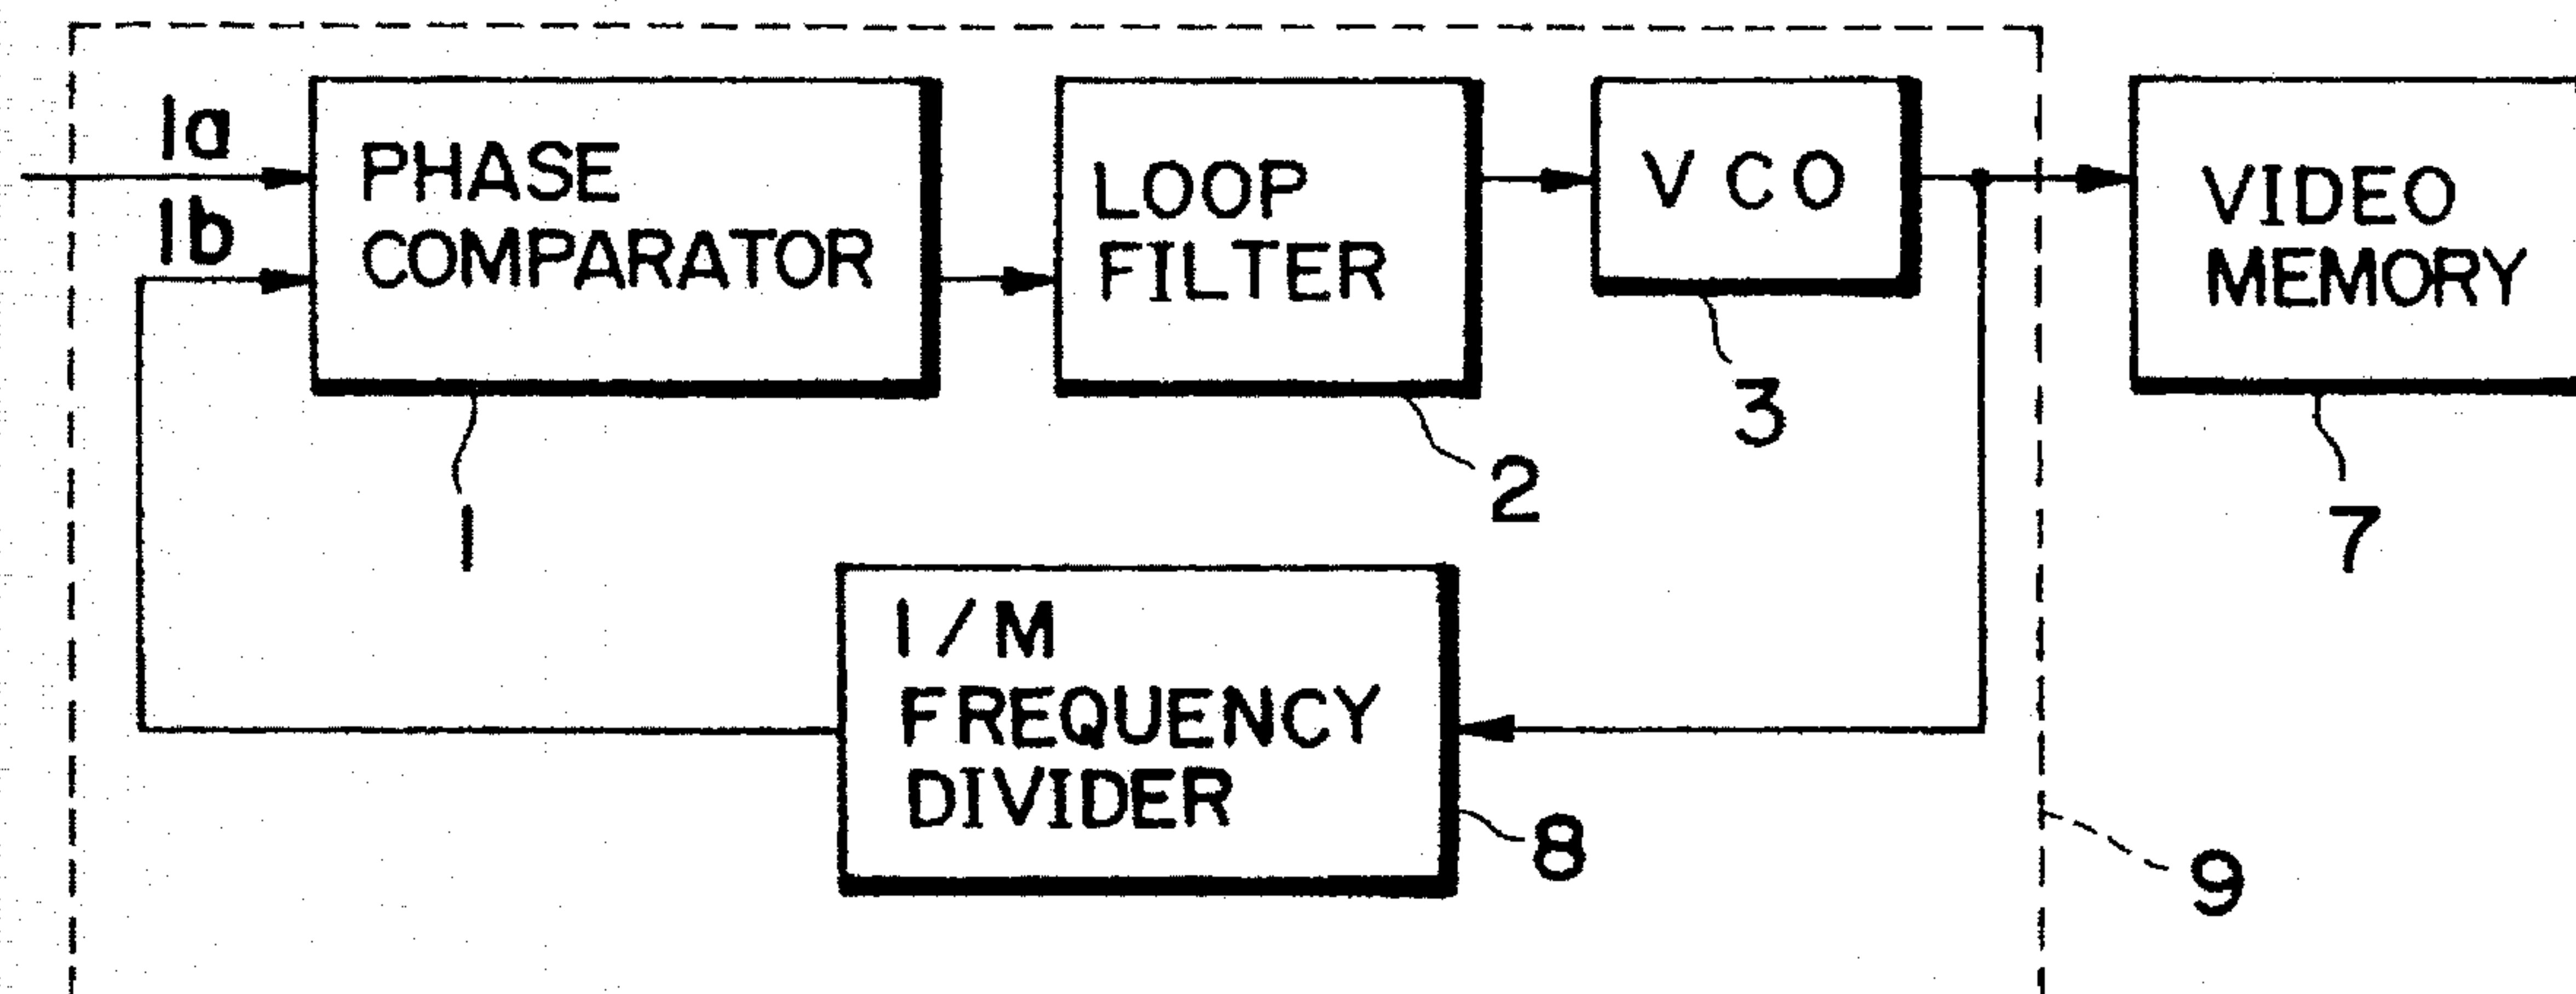 1a
1b
PHASE
COMPARATOR
LOOP
FILTER
VCO
VIDEO
MEMORY
1
2
3
7
1/M
FREQUENCY
DIVIDER
8
9